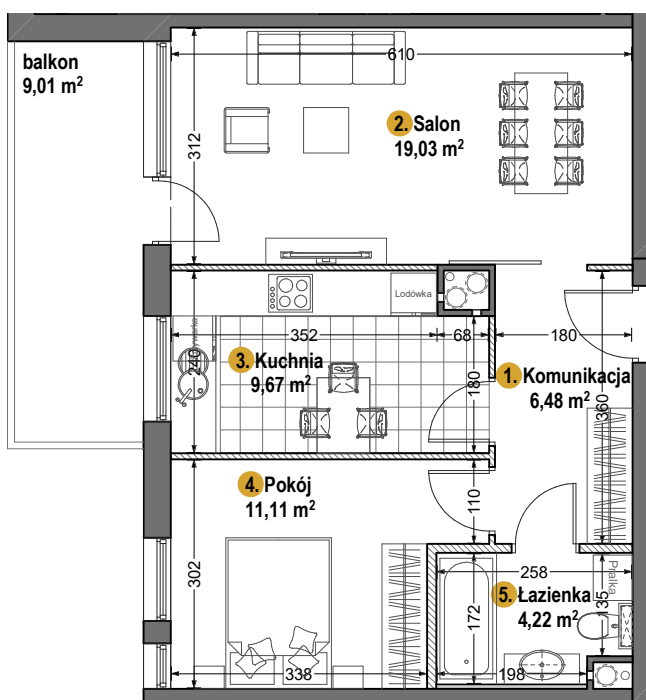 balkon
9,01 m²
610
2. Salon
19,03 m²
312
Lodówka
352
68
180
240
3. Kuchnia
9,67 m²
180
1. Komunikacja
6,48 m²
360
4. Pokój
11,11 m²
110
302
258
Pralka
5. Łazienka
4,22 m²
135
172
338
198